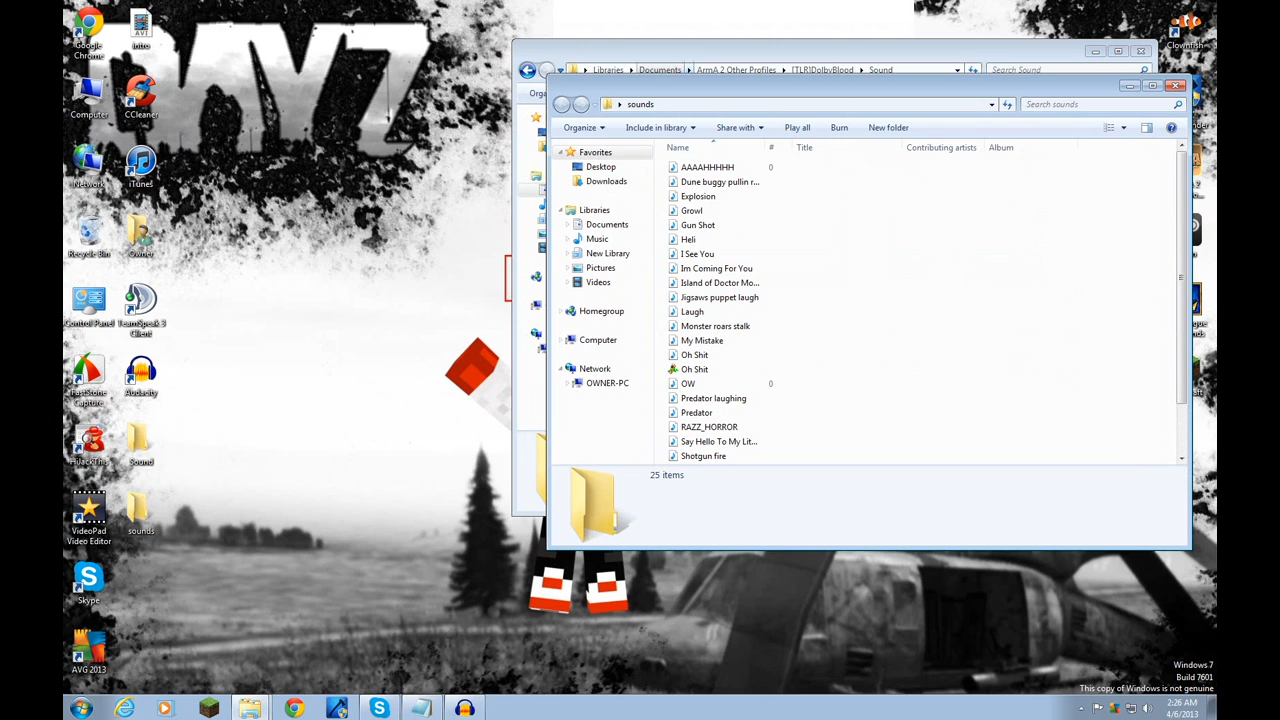 DAYZ
Google Chrome
Intro
Computer
CCleaner
Network
iTunes
Recycle Bin
Owner
Control Panel
TeamSpeak 3 Client
FastStone Capture
Audacity
HiJackThis
Sound
VideoPad Video Editor
sounds
Skype
AVG 2013
Clownfish
Libraries Documents ArmA 2 Other Profiles [TLR]DolbyBlood Sound
Search Sound
sounds
Search sounds
Organize
Include in library
Share with
Play all
Burn
New folder
Name
#
Title
Contributing artists
Album
Favorites
Desktop
Downloads
Libraries
Documents
Music
New Library
Pictures
Videos
Homegroup
Computer
Network
OWNER-PC
AAAAHHHHH 0
Dune buggy pullin r...
Explosion
Growl
Gun Shot
Heli
I See You
Im Coming For You
Island of Doctor Mo...
Jigsaws puppet laugh
Laugh
Monster roars stalk
My Mistake
Oh Shit
Oh Shit
OW 0
Predator laughing
Predator
RAZZ_HORROR
Say Hello To My Lit...
Shotgun fire
25 items
Windows 7
Build 7601
This copy of Windows is not genuine
2:26 AM
4/6/2013